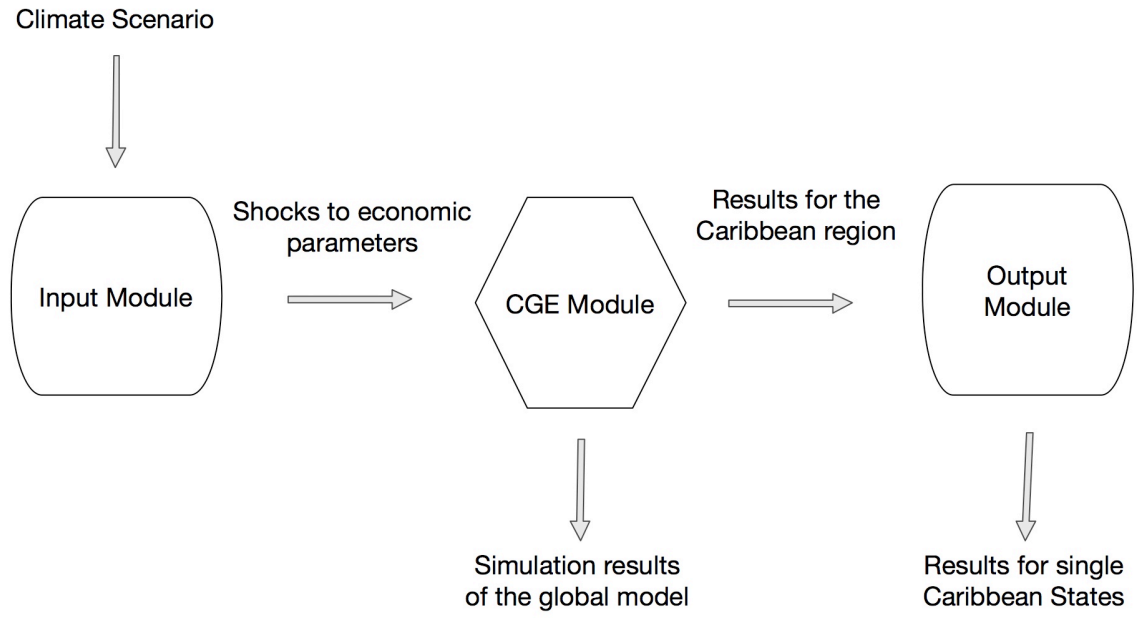 Climate Scenario
Shocks to economic
parameters
Results for the
Caribbean region
Input Module
CGE Module
Output
Module
Simulation results
of the global model
Results for single
Caribbean States